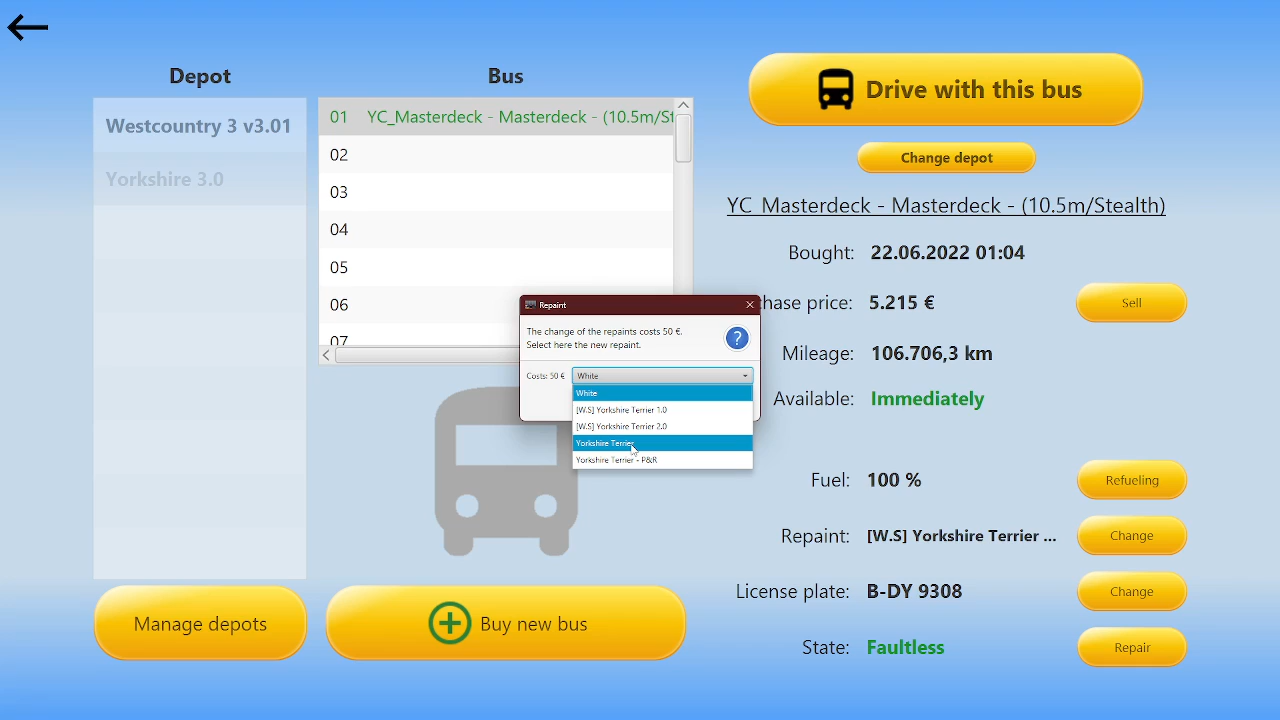 Depot
Bus
Westcountry 3 v3.01
Yorkshire 3.0
01 YC_Masterdeck - Masterdeck - (10.5m/St
02
03
04
05
06
07
Manage depots
Buy new bus
Drive with this bus
Change depot
YC_Masterdeck - Masterdeck - (10.5m/Stealth)
Bought: 22.06.2022 01:04
chase price: 5.215 € Sell
Mileage: 106.706,3 km
Available: Immediately
Fuel: 100 % Refueling
Repaint: [W.S] Yorkshire Terrier ... Change
License plate: B-DY 9308 Change
State: Faultless Repair
Repaint
The change of the repaints costs 50 €.
Select here the new repaint.
?
Costs: 50 € White
White
[W.S] Yorkshire Terrier 1.0
[W.S] Yorkshire Terrier 2.0
Yorkshire Terrier
Yorkshire Terrier - P&R